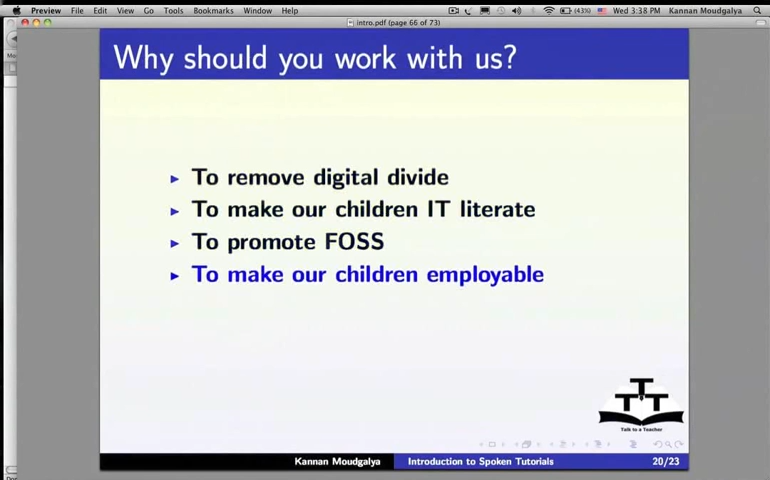 Preview File Edit View Go Tools Bookmarks Window Help (43%) Wed 3:38 PM Kannan Moudgalya
intro.pdf (page 66 of 73)
Why should you work with us?
To remove digital divide
To make our children IT literate
To promote FOSS
To make our children employable
TTT
Talk to a Teacher
Kannan Moudgalya Introduction to Spoken Tutorials 20/23